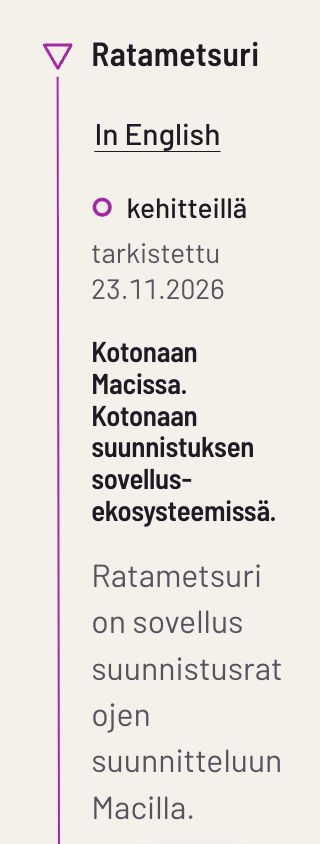 Ratametsuri
In English
kehitteillä
tarkistettu
23.11.2026
Kotonaan
Macissa.
Kotonaan
suunnistuksen
sovellus-
ekosysteemissä.
Ratametsuri
on sovellus
suunnistusrat
ojen
suunnitteluun
Macilla.